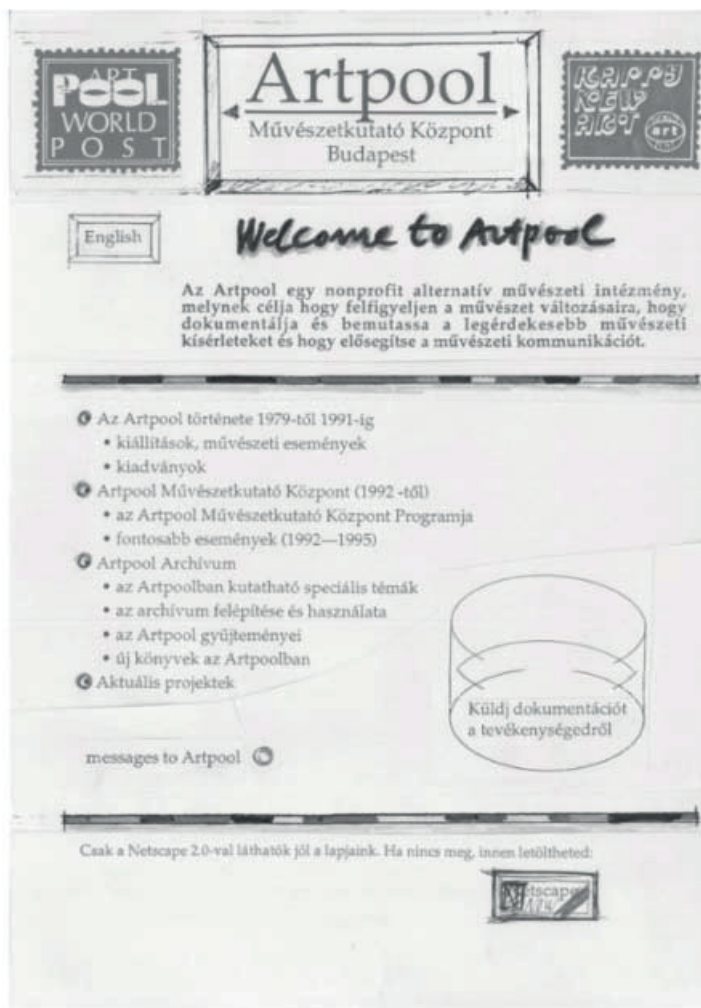 ART
POOL
WORLD
POST
Artpool
Művészetkutató Központ
Budapest
KAPPY
NEW
ART
art
English
Welcome to Artpool
Az Artpool egy nonprofit alternatív művészeti intézmény,
melynek célja hogy felfigyeljen a művészet változásaira, hogy
dokumentálja és bemutassa a legérdekesebb művészeti
kísérleteket és hogy elősegítse a művészeti kommunikációt.
Az Artpool története 1979-től 1991-ig
• kiállítások, művészeti események
• kiadványok
Artpool Művészetkutató Központ (1992 -től)
• az Artpool Művészetkutató Központ Programja
• fontosabb események (1992—1995)
Artpool Archívum
• az Artpoolban kutatható speciális témák
• az archívum felépítése és használata
• az Artpool gyűjteményei
• új könyvek az Artpoolban
Aktuális projektek
Küldj dokumentációt
a tevékenységedről
messages to Artpool
Csak a Netscape 2.0-val láthatók jól a lapjaink. Ha nincs meg, innen letöltheted:
Netscape